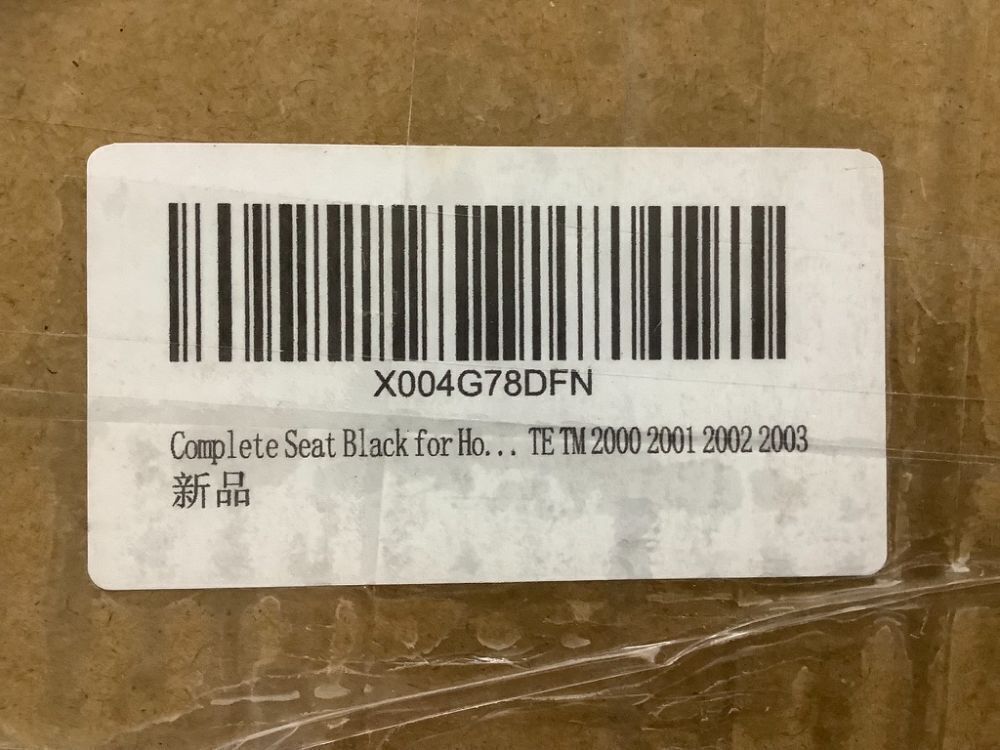 X004G78DFN
Complete Seat Black for Ho... TE TM 2000 2001 2002 2003
新品